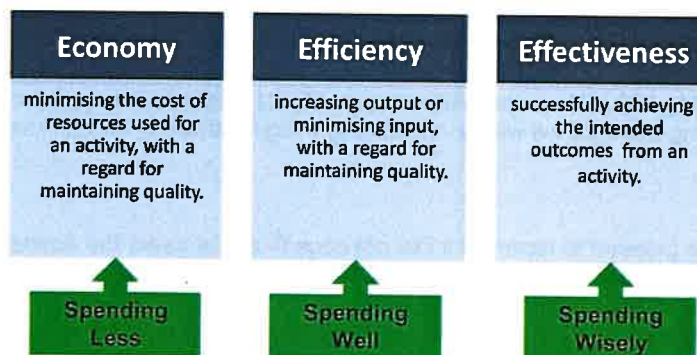 Economy
minimising the cost of
resources used for
an activity, with a
regard for
maintaining quality.
Spending
Less
Efficiency
increasing output or
minimising input,
with a regard for
maintaining quality.
Spending
Well
Effectiveness
successfully achieving
the intended
outcomes from an
activity.
Spending
Wisely